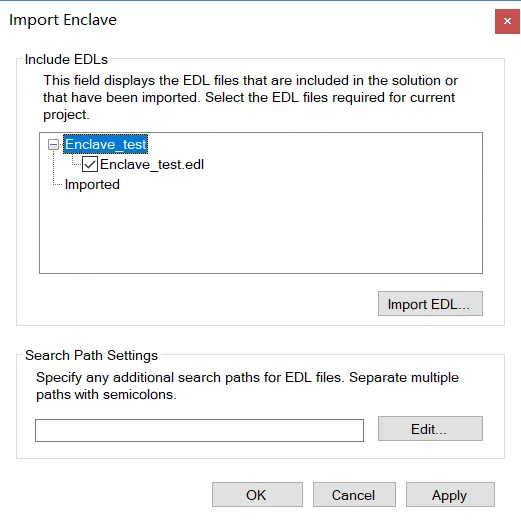 Import Enclave
Include EDLs
This field displays the EDL files that are included in the solution or
that have been imported. Select the EDL files required for current
project.
Enclave_test
Enclave_test.edl
Imported
Import EDL...
Search Path Settings
Specify any additional search paths for EDL files. Separate multiple
paths with semicolons.
Edit...
OK
Cancel
Apply